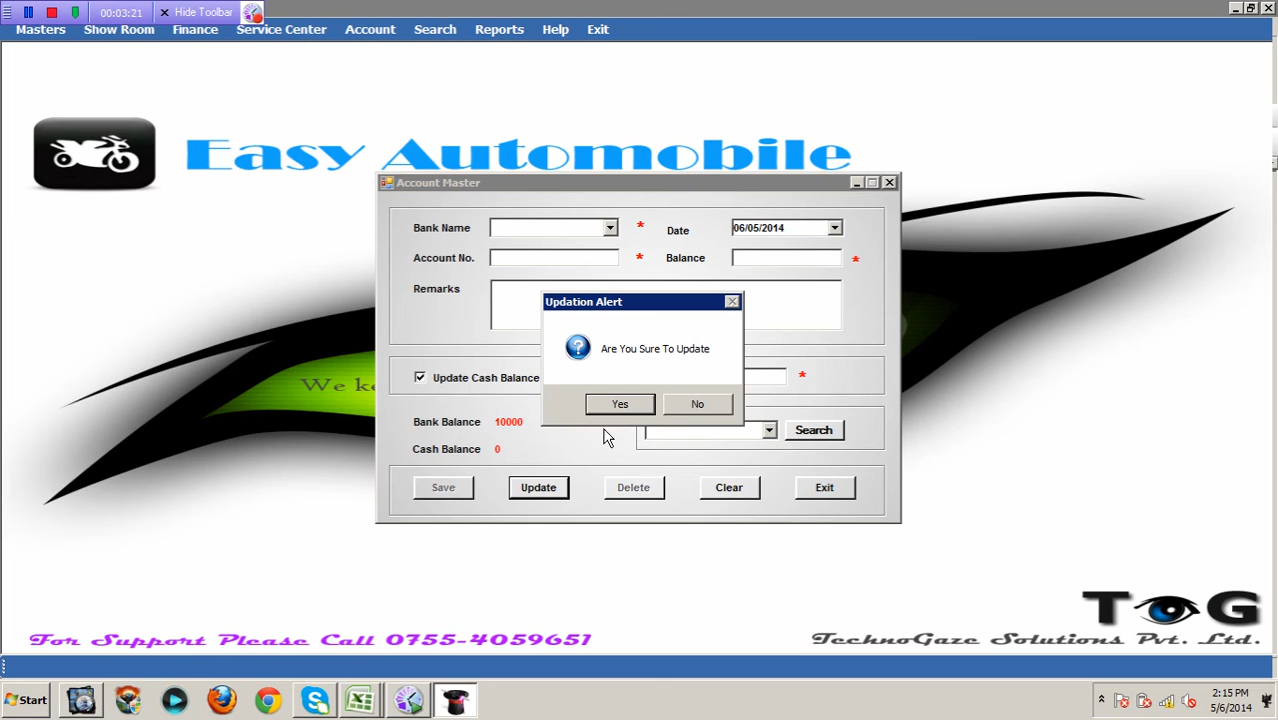 00:03:21 Hide Toolbar
Masters Show Room Finance Service Center Account Search Reports Help Exit
Easy Automobile
Account Master
Bank Name * Date 06/05/2014
Account No. * Balance *
Remarks
Updation Alert
Are You Sure To Update
Yes No
We ke
Update Cash Balance *
Bank Balance 10000
Search
Cash Balance 0
Save Update Delete Clear Exit
T G
For Support Please Call 0755-4059651
TechnoGaze Solutions Pvt. Ltd.
Start
2:15 PM
5/6/2014